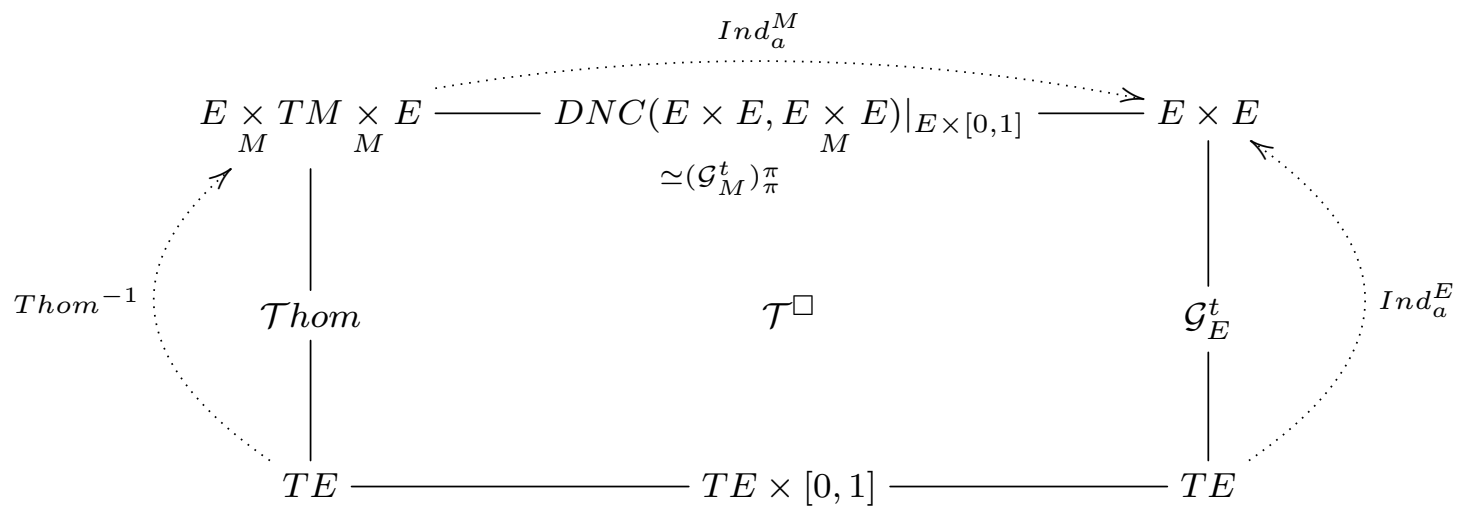 Ind_a^M
E ×_M TM ×_M E DNC(E × E, E ×_M E)|_{E×[0,1]} E × E
≃(𝒢_M^t)_π^π
Thom^{−1} 𝒯hom 𝒯^□ 𝒢_E^t Ind_a^E
TE TE × [0, 1] TE